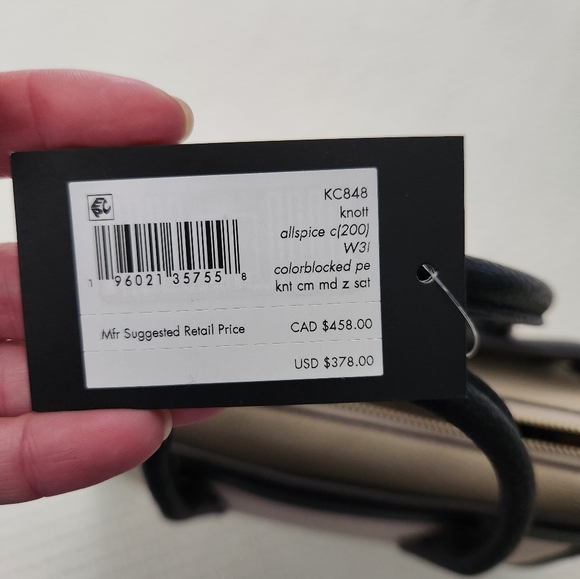 KC848
knott
allspice c(200)
W3I
colorblocked pe
knt cm md z sat
1 96021 35755 8
Mfr Suggested Retail Price CAD $458.00
USD $378.00